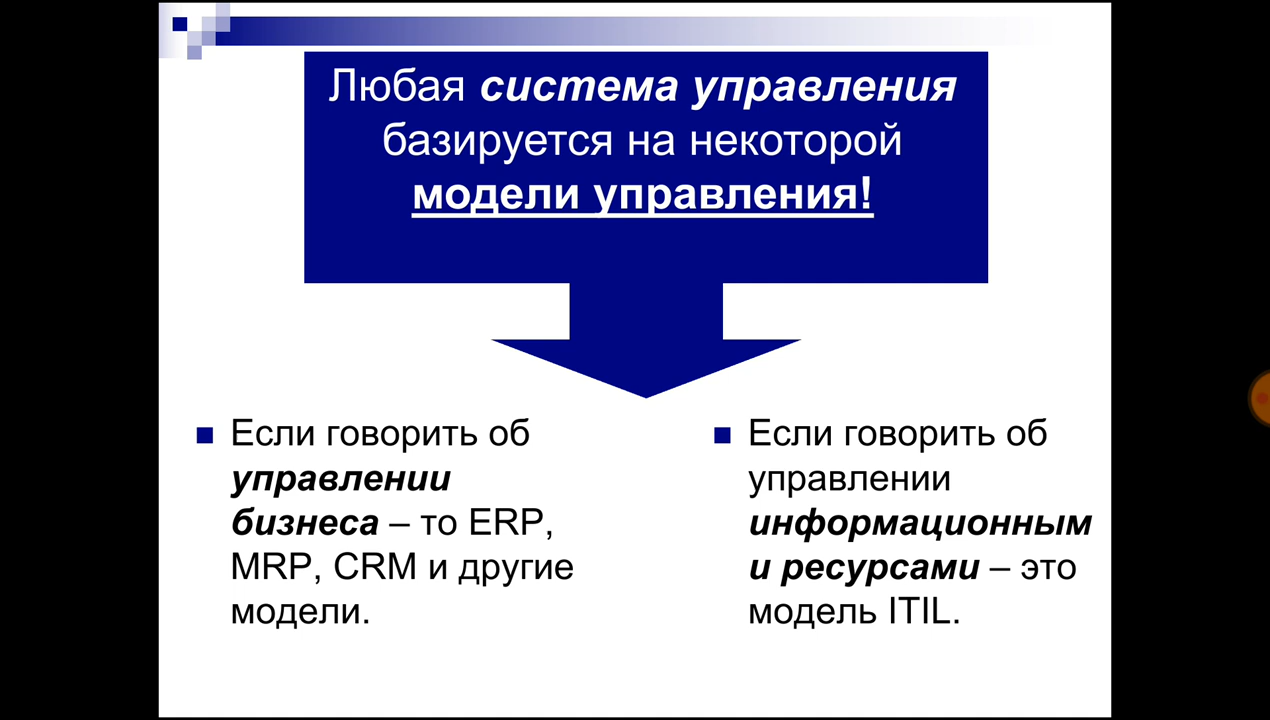 Любая система управления
базируется на некоторой
модели управления!
Если говорить об
управлении
бизнеса – то ERP,
MRP, CRM и другие
модели.
Если говорить об
управлении
информационным
и ресурсами – это
модель ITIL.